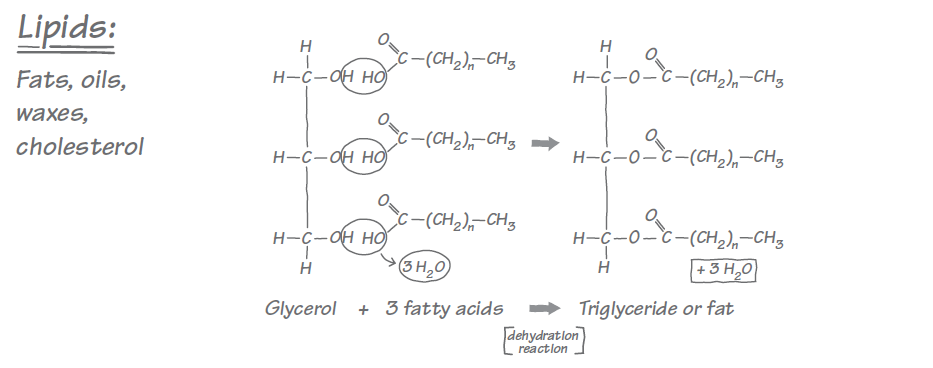 Lipids:
Fats, oils,
waxes,
cholesterol
H
H–C–OH HO C–(CH₂)ₙ–CH₃
O
H–C–OH HO C–(CH₂)ₙ–CH₃
O
H–C–OH HO C–(CH₂)ₙ–CH₃
O
H
3 H₂O
H
H–C–O–C–(CH₂)ₙ–CH₃
O
H–C–O–C–(CH₂)ₙ–CH₃
O
H–C–O–C–(CH₂)ₙ–CH₃
O
H
+ 3 H₂O
Glycerol + 3 fatty acids → Triglyceride or fat
[dehydration
reaction]